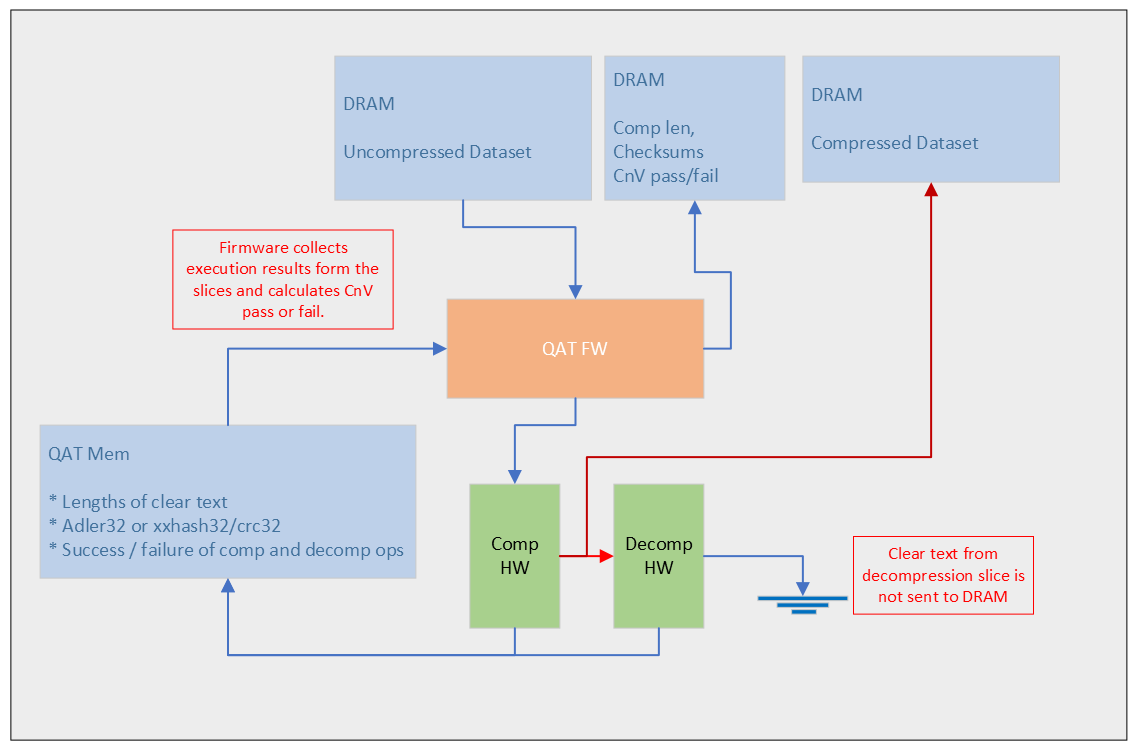 DRAM
Uncompressed Dataset
DRAM
Comp len,
Checksums
CnV pass/fail
DRAM
Compressed Dataset
Firmware collects
execution results form the
slices and calculates CnV
pass or fail.
QAT FW
QAT Mem
* Lengths of clear text
* Adler32 or xxhash32/crc32
* Success / failure of comp and decomp ops
Comp
HW
Decomp
HW
Clear text from
decompression slice is
not sent to DRAM